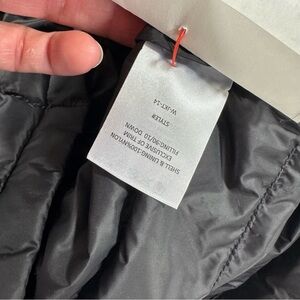 SHELL & LINING:100%NYLON
EXCLUSIVE OF TRIM
FILLING:90/10 DOWN
STYLE#
W-JKT-14